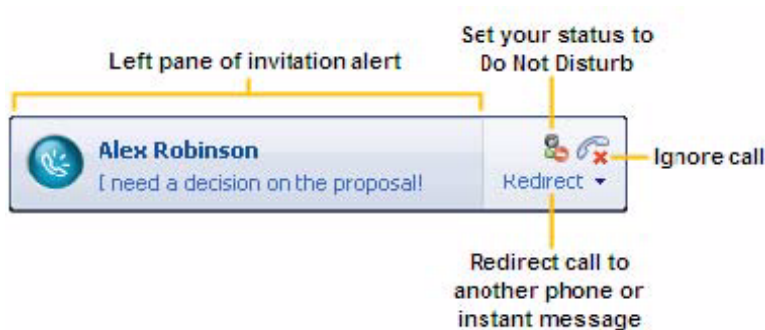 Set your status to
Do Not Disturb
Left pane of invitation alert
Alex Robinson
I need a decision on the proposal!
Redirect
Ignore call
Redirect call to
another phone or
instant message